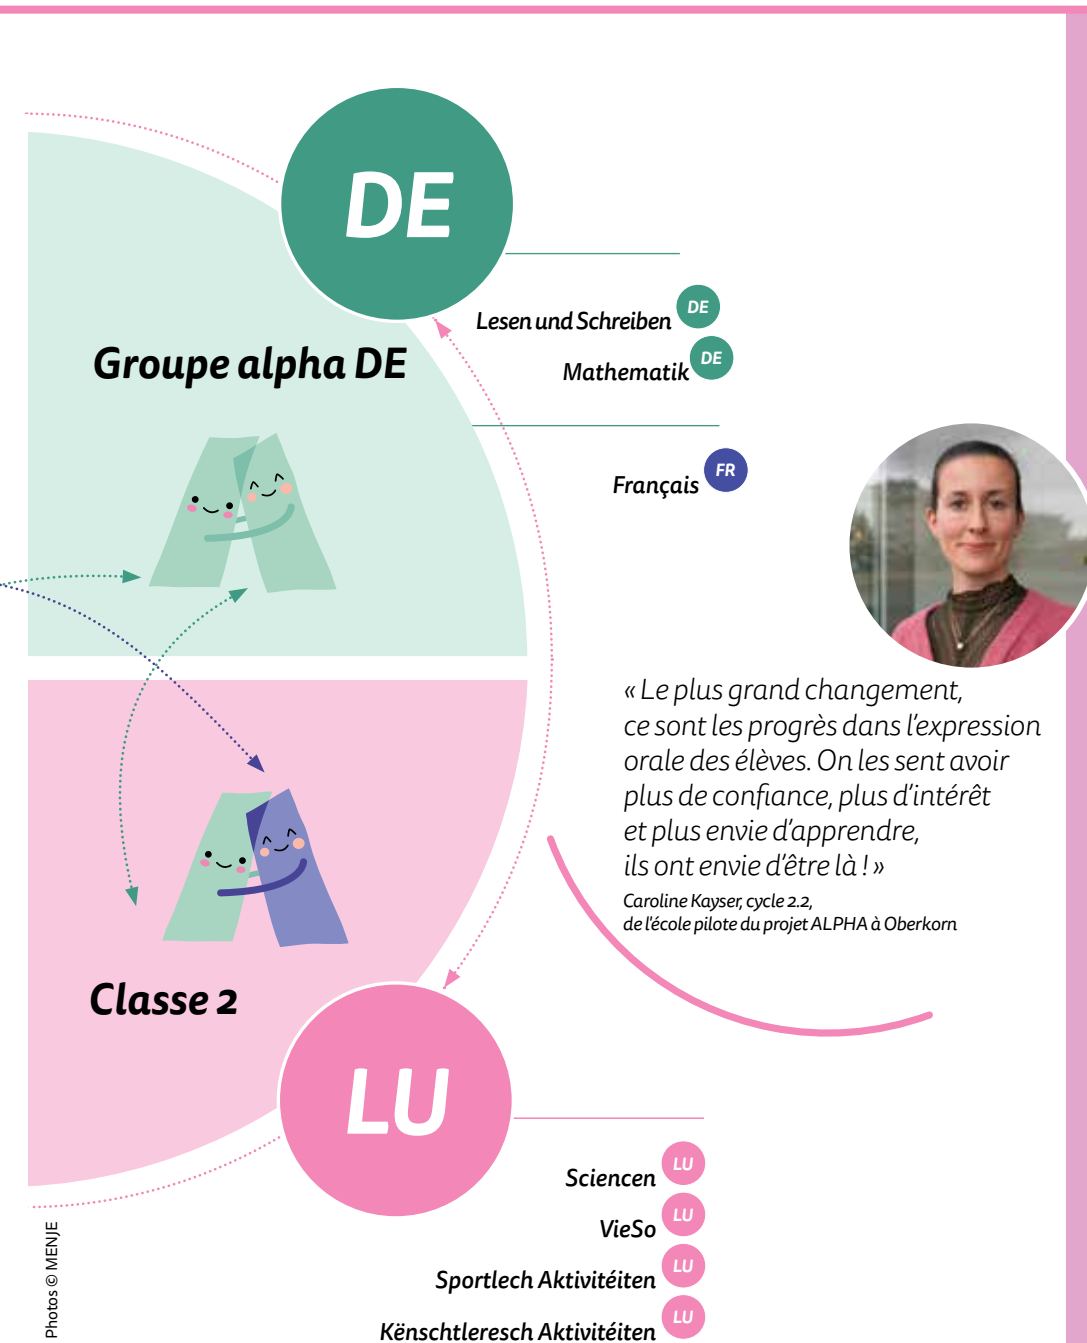 DE
Groupe alpha DE
Lesen und Schreiben DE
Mathematik DE
Français FR
« Le plus grand changement,
ce sont les progrès dans l'expression
orale des élèves. On les sent avoir
plus de confiance, plus d'intérêt
et plus envie d'apprendre,
ils ont envie d'être là ! »
Caroline Kayser, cycle 2.2,
de l'école pilote du projet ALPHA à Oberkorn
Classe 2
LU
Sciencen LU
VieSo LU
Sportlech Aktivitéiten LU
Kënschtleresch Aktivitéiten LU
Photos © MENJE